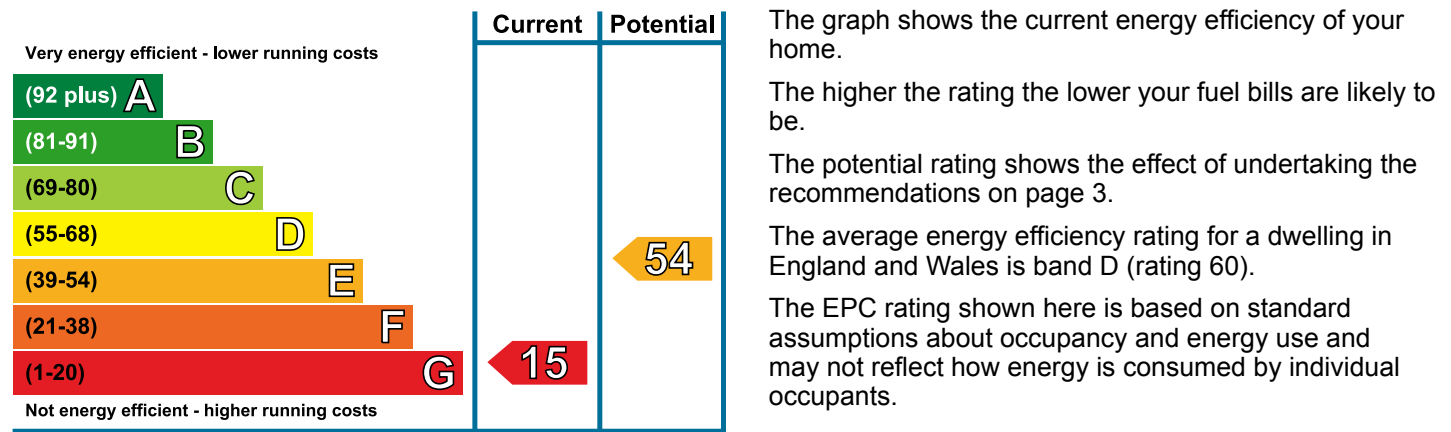 Current Potential
Very energy efficient - lower running costs
(92 plus) A
(81-91) B
(69-80) C
(55-68) D
54
(39-54) E
(21-38) F
(1-20) G
15
Not energy efficient - higher running costs
The graph shows the current energy efficiency of your
home.
The higher the rating the lower your fuel bills are likely to
be.
The potential rating shows the effect of undertaking the
recommendations on page 3.
The average energy efficiency rating for a dwelling in
England and Wales is band D (rating 60).
The EPC rating shown here is based on standard
assumptions about occupancy and energy use and
may not reflect how energy is consumed by individual
occupants.